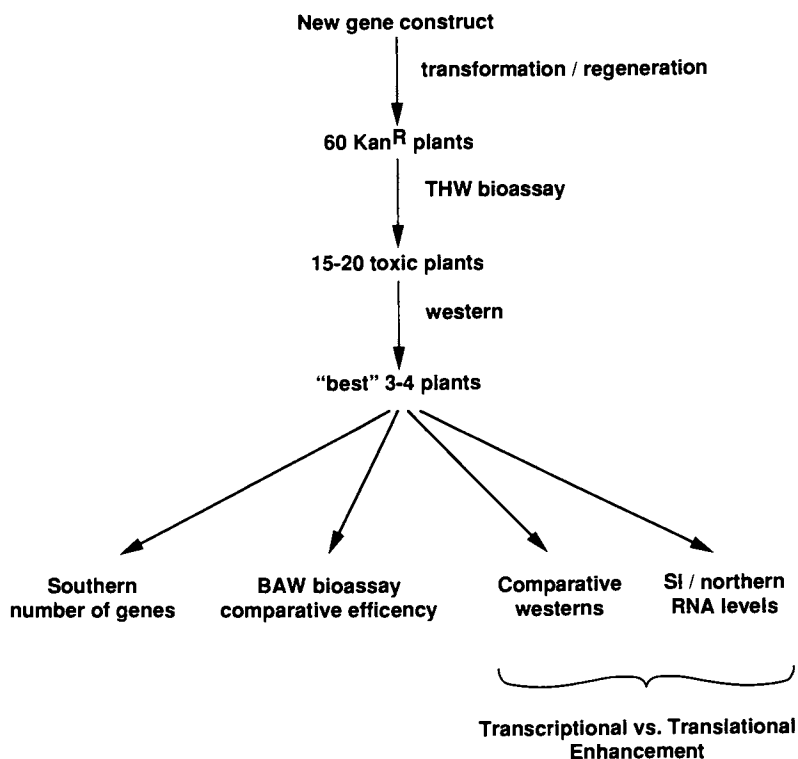 New gene construct
transformation / regeneration
60 KanR plants
THW bioassay
15-20 toxic plants
western
“best” 3-4 plants
Southern
number of genes
BAW bioassay
comparative efficency
Comparative
westerns
SI / northern
RNA levels
Transcriptional vs. Translational
Enhancement